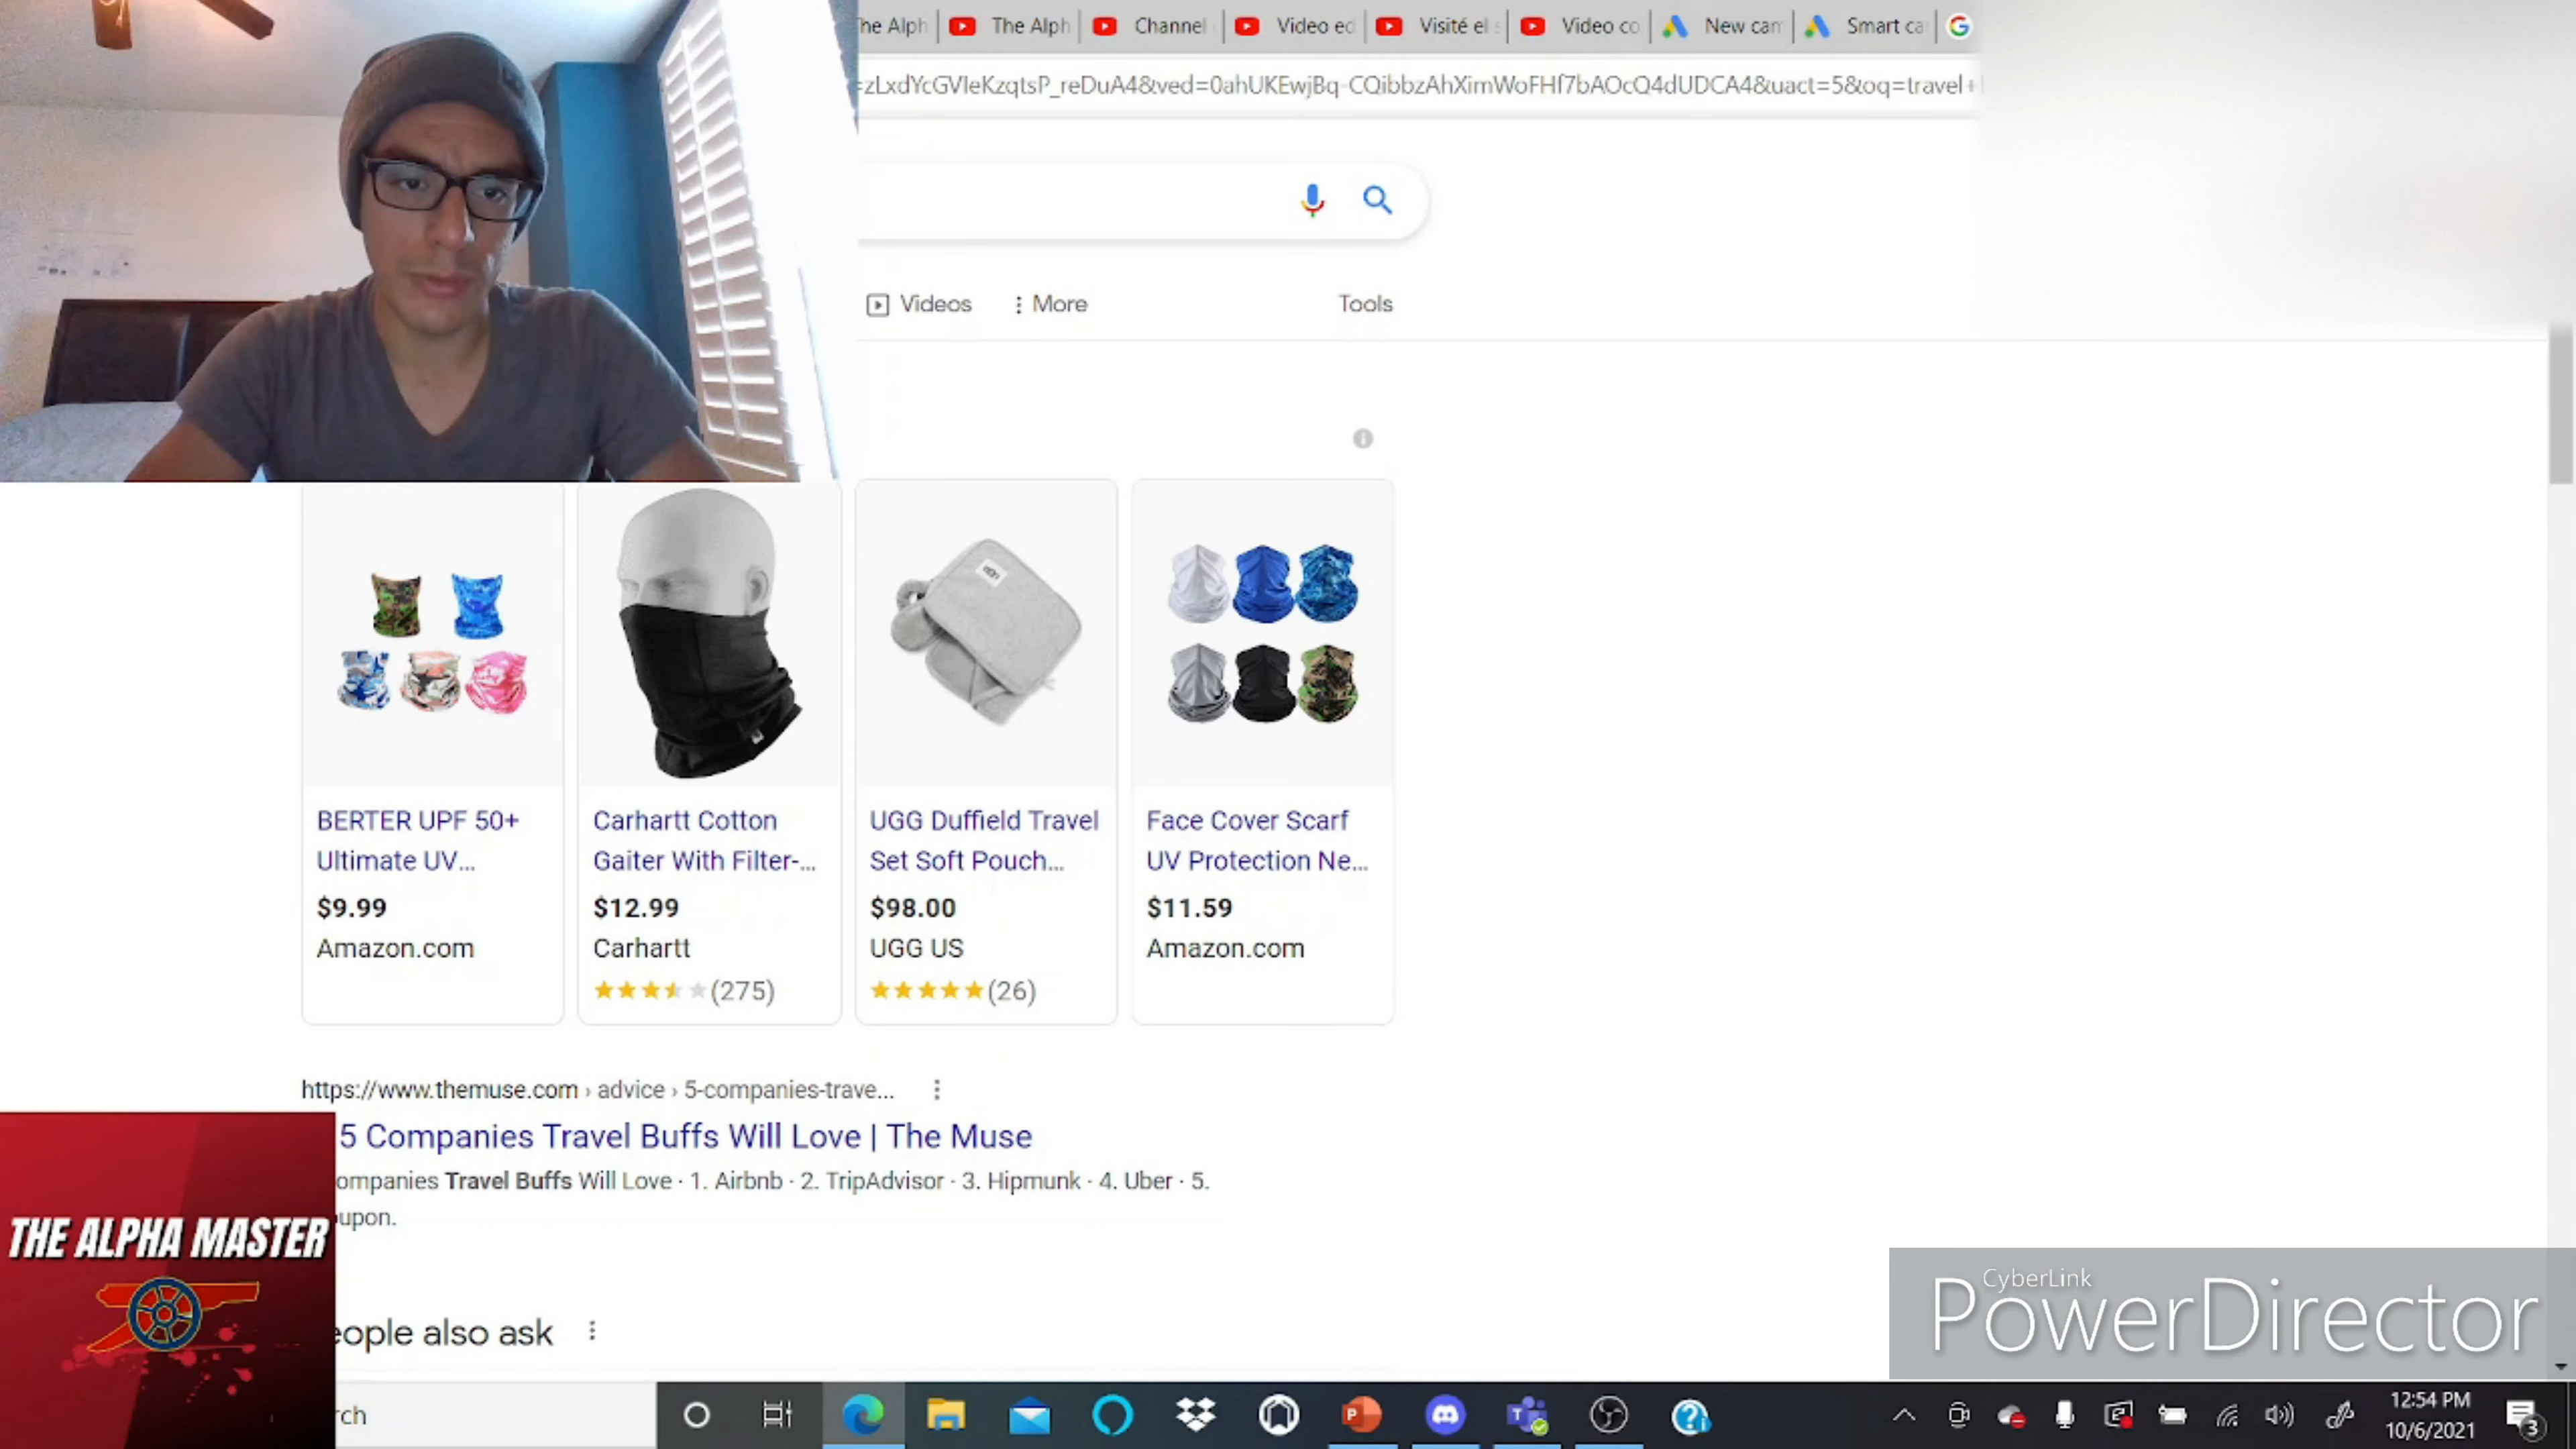 he Alph
The Alph
Channel
Video ed
Visité el s
Video co
New cam
Smart ca
=zLxdYcGVIeKzqtsP_reDuA4&ved=0ahUKEwjBq-CQibbzAhXimWoFHf7bAOcQ4dUDCA4&uact=5&oq=travel+
Videos
More
Tools
BERTER UPF 50+
Ultimate UV...
$9.99
Amazon.com
Carhartt Cotton
Gaiter With Filter-...
$12.99
Carhartt
(275)
UGG Duffield Travel
Set Soft Pouch...
$98.00
UGG US
(26)
Face Cover Scarf
UV Protection Ne...
$11.59
Amazon.com
https://www.themuse.com › advice › 5-companies-trave...
5 Companies Travel Buffs Will Love | The Muse
ompanies Travel Buffs Will Love · 1. Airbnb · 2. TripAdvisor · 3. Hipmunk · 4. Uber · 5.
upon.
THE ALPHA MASTER
eople also ask
CyberLink
PowerDirector
rch
12:54 PM
10/6/2021
3